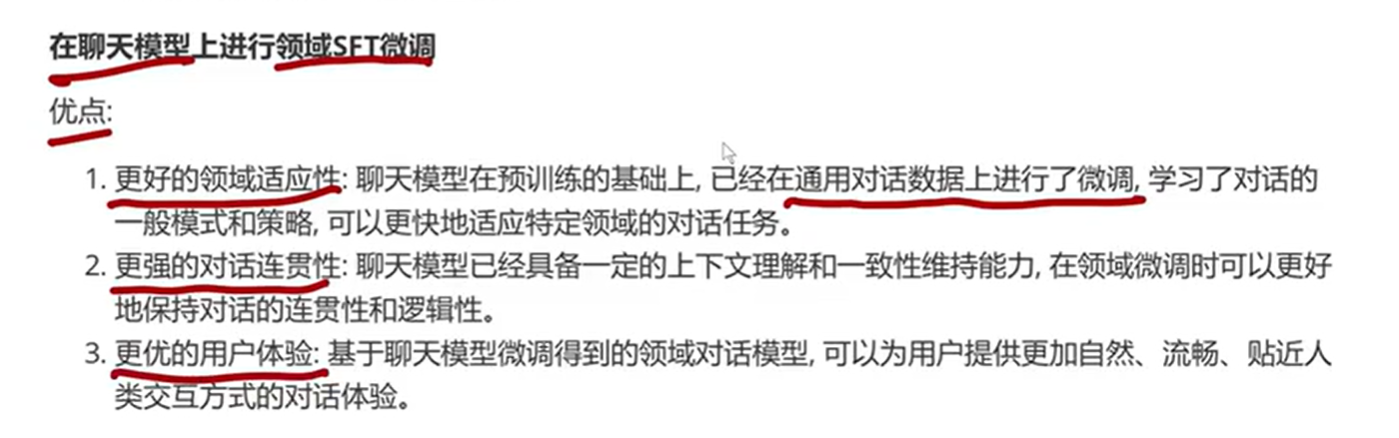 在聊天模型上进行领域SFT微调
优点:
1. 更好的领域适应性: 聊天模型在预训练的基础上, 已经在通用对话数据上进行了微调, 学习了对话的
一般模式和策略, 可以更快地适应特定领域的对话任务。
2. 更强的对话连贯性: 聊天模型已经具备一定的上下文理解和一致性维持能力, 在领域微调时可以更好
地保持对话的连贯性和逻辑性。
3. 更优的用户体验: 基于聊天模型微调得到的领域对话模型, 可以为用户提供更加自然、流畅、贴近人
类交互方式的对话体验。